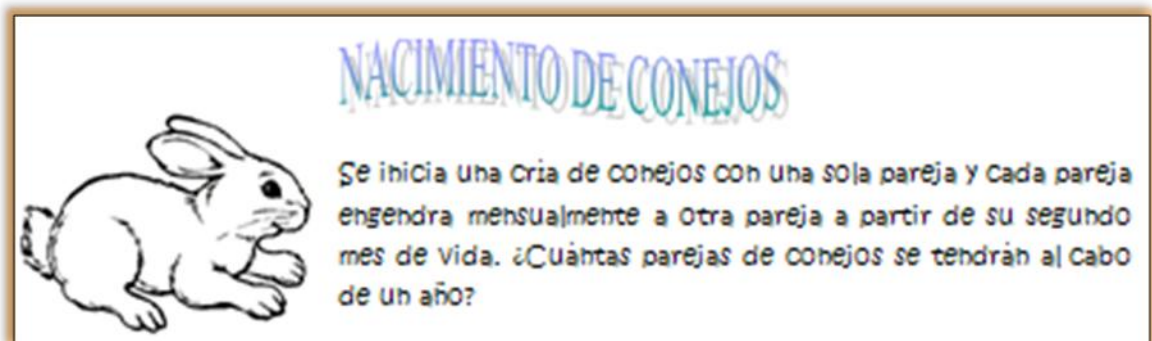 NACIMIENTO DE CONEJOS
Se inicia una cria de conejos con una sola pareja y cada pareja
engendra mensualmente a otra pareja a partir de su segundo
mes de vida. ¿Cuántas parejas de conejos se tendrán al cabo
de un año?